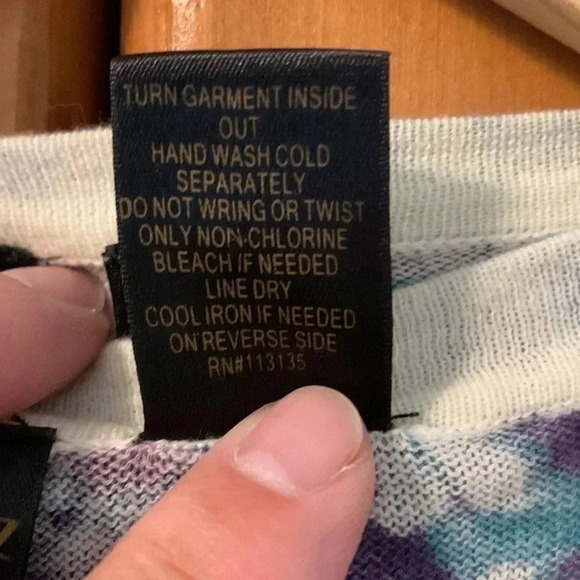 TURN GARMENT INSIDE
OUT
HAND WASH COLD
SEPARATELY
DO NOT WRING OR TWIST
ONLY NON-CHLORINE
BLEACH IF NEEDED
LINE DRY
COOL IRON IF NEEDED
ON REVERSE SIDE
RN#113135